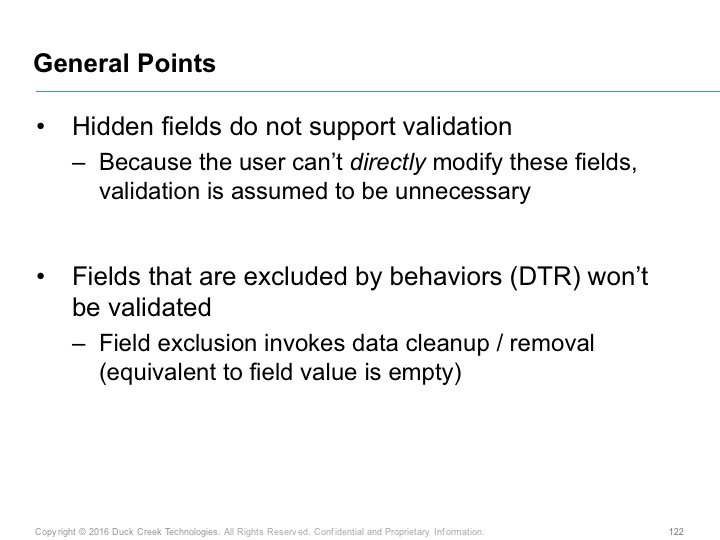 General Points
• Hidden fields do not support validation
– Because the user can’t directly modify these fields,
validation is assumed to be unnecessary
• Fields that are excluded by behaviors (DTR) won’t
be validated
– Field exclusion invokes data cleanup / removal
(equivalent to field value is empty)
Copyright © 2016 Duck Creek Technologies. All Rights Reserved. Confidential and Proprietary Information. 122